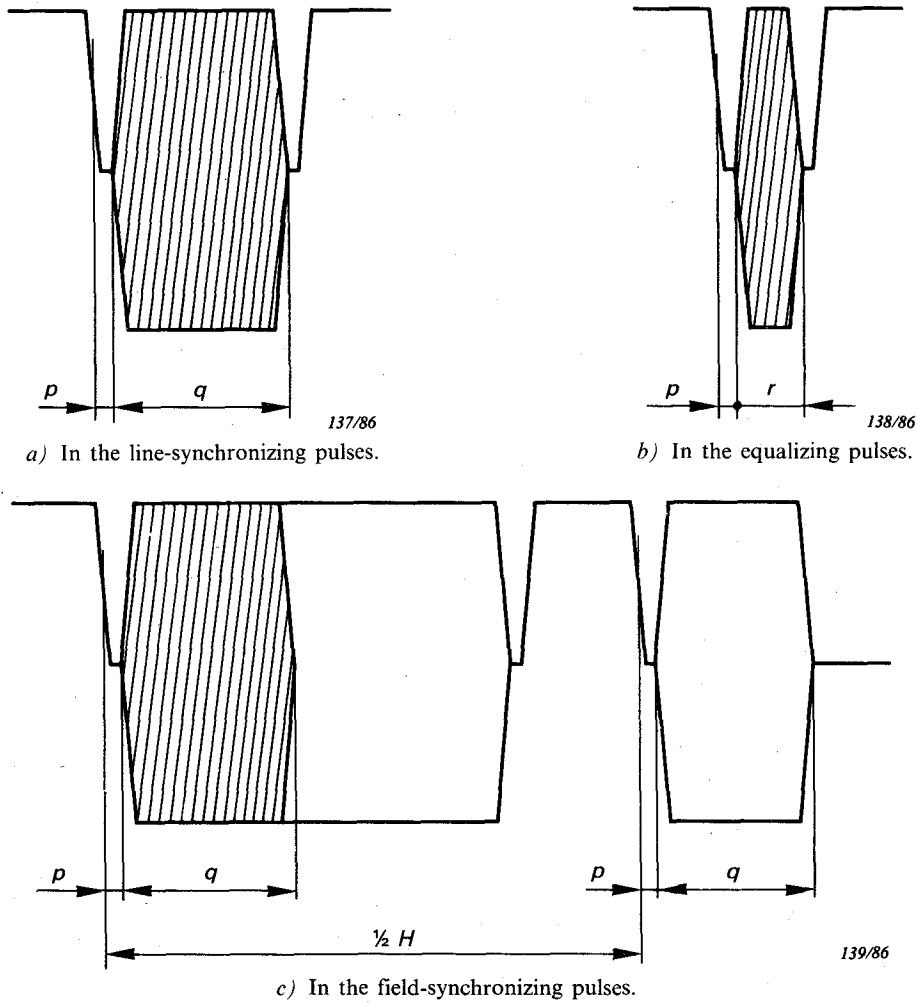 p q
137/86
a) In the line-synchronizing pulses.
p r
138/86
b) In the equalizing pulses.
p q p q
½ H
139/86
c) In the field-synchronizing pulses.